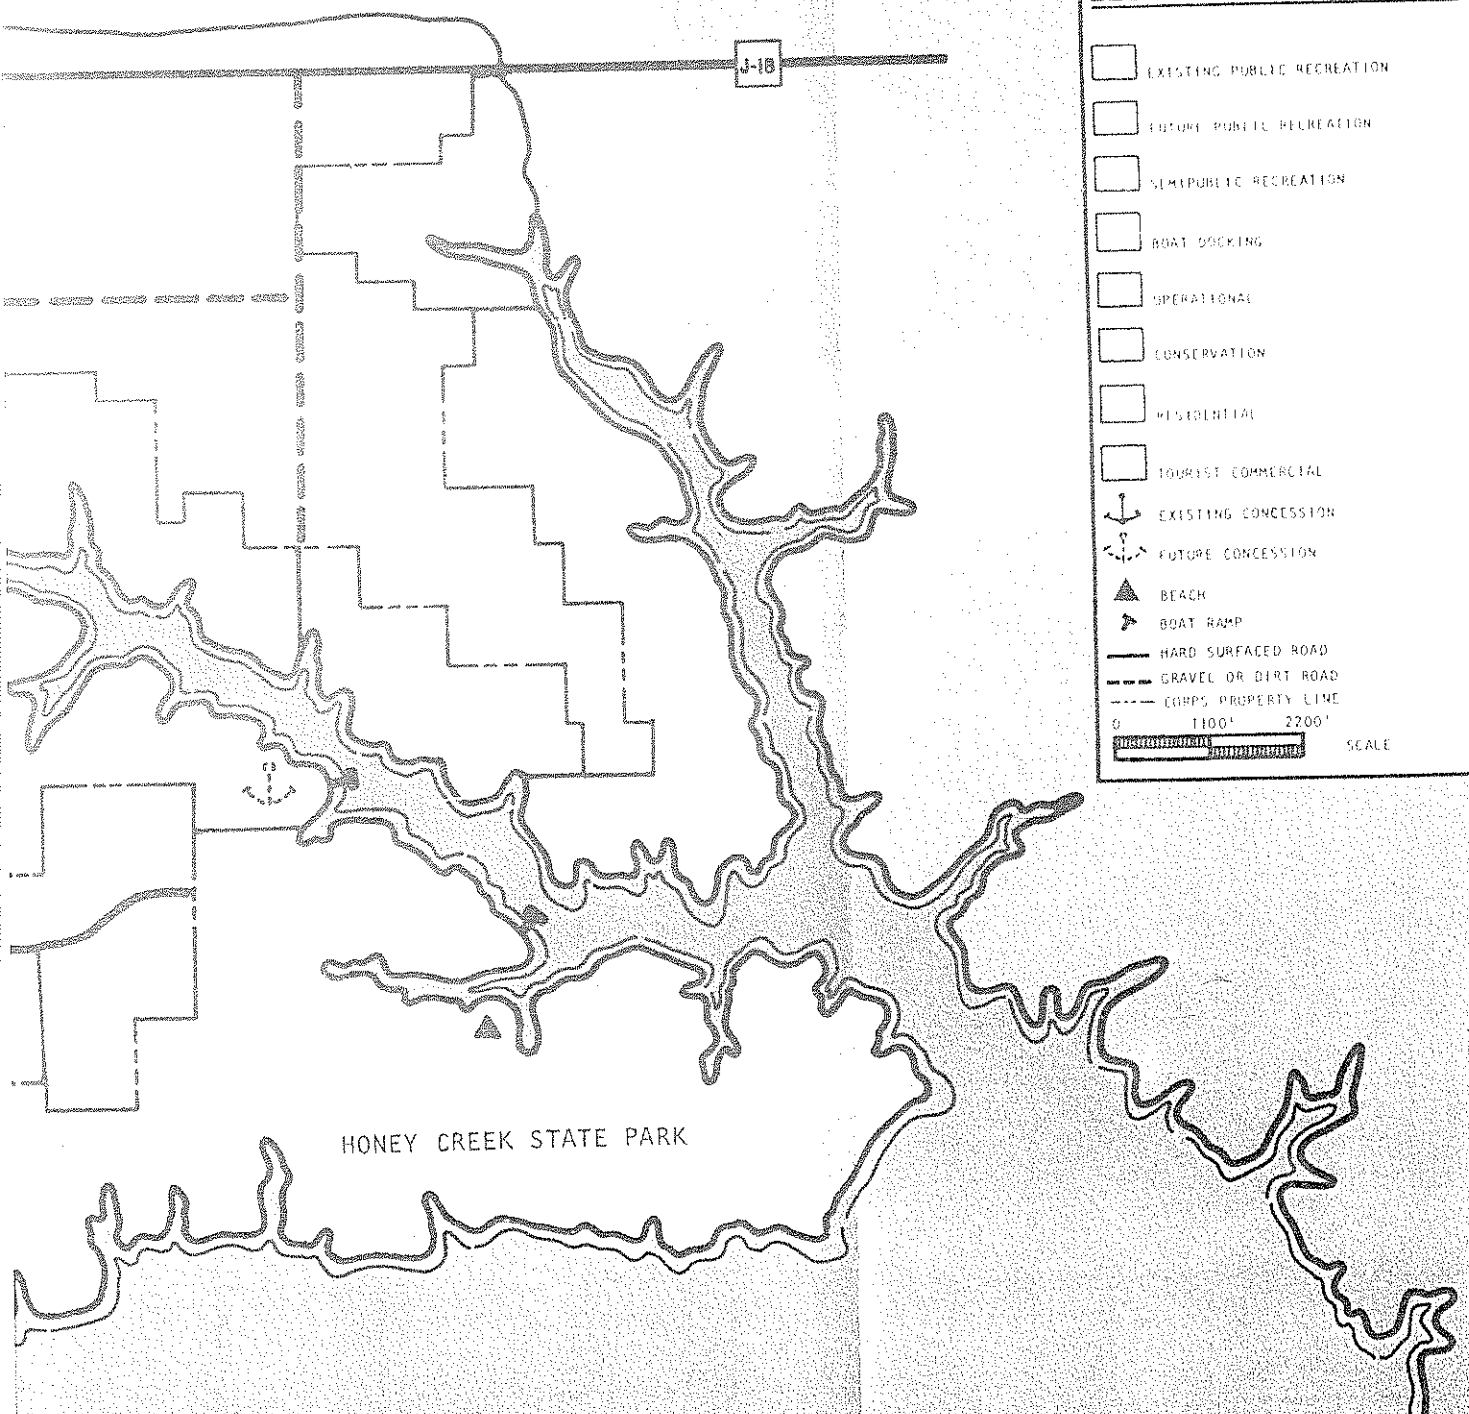 J-18
EXISTING PUBLIC RECREATION
FUTURE PUBLIC RECREATION
SEMIPUBLIC RECREATION
BOAT DOCKING
OPERATIONAL
CONSERVATION
RESIDENTIAL
TOURIST COMMERCIAL
EXISTING CONCESSION
FUTURE CONCESSION
BEACH
BOAT RAMP
HARD SURFACED ROAD
GRAVEL OR DIRT ROAD
CORPS PROPERTY LINE
0 1100' 2200'
SCALE
HONEY CREEK STATE PARK